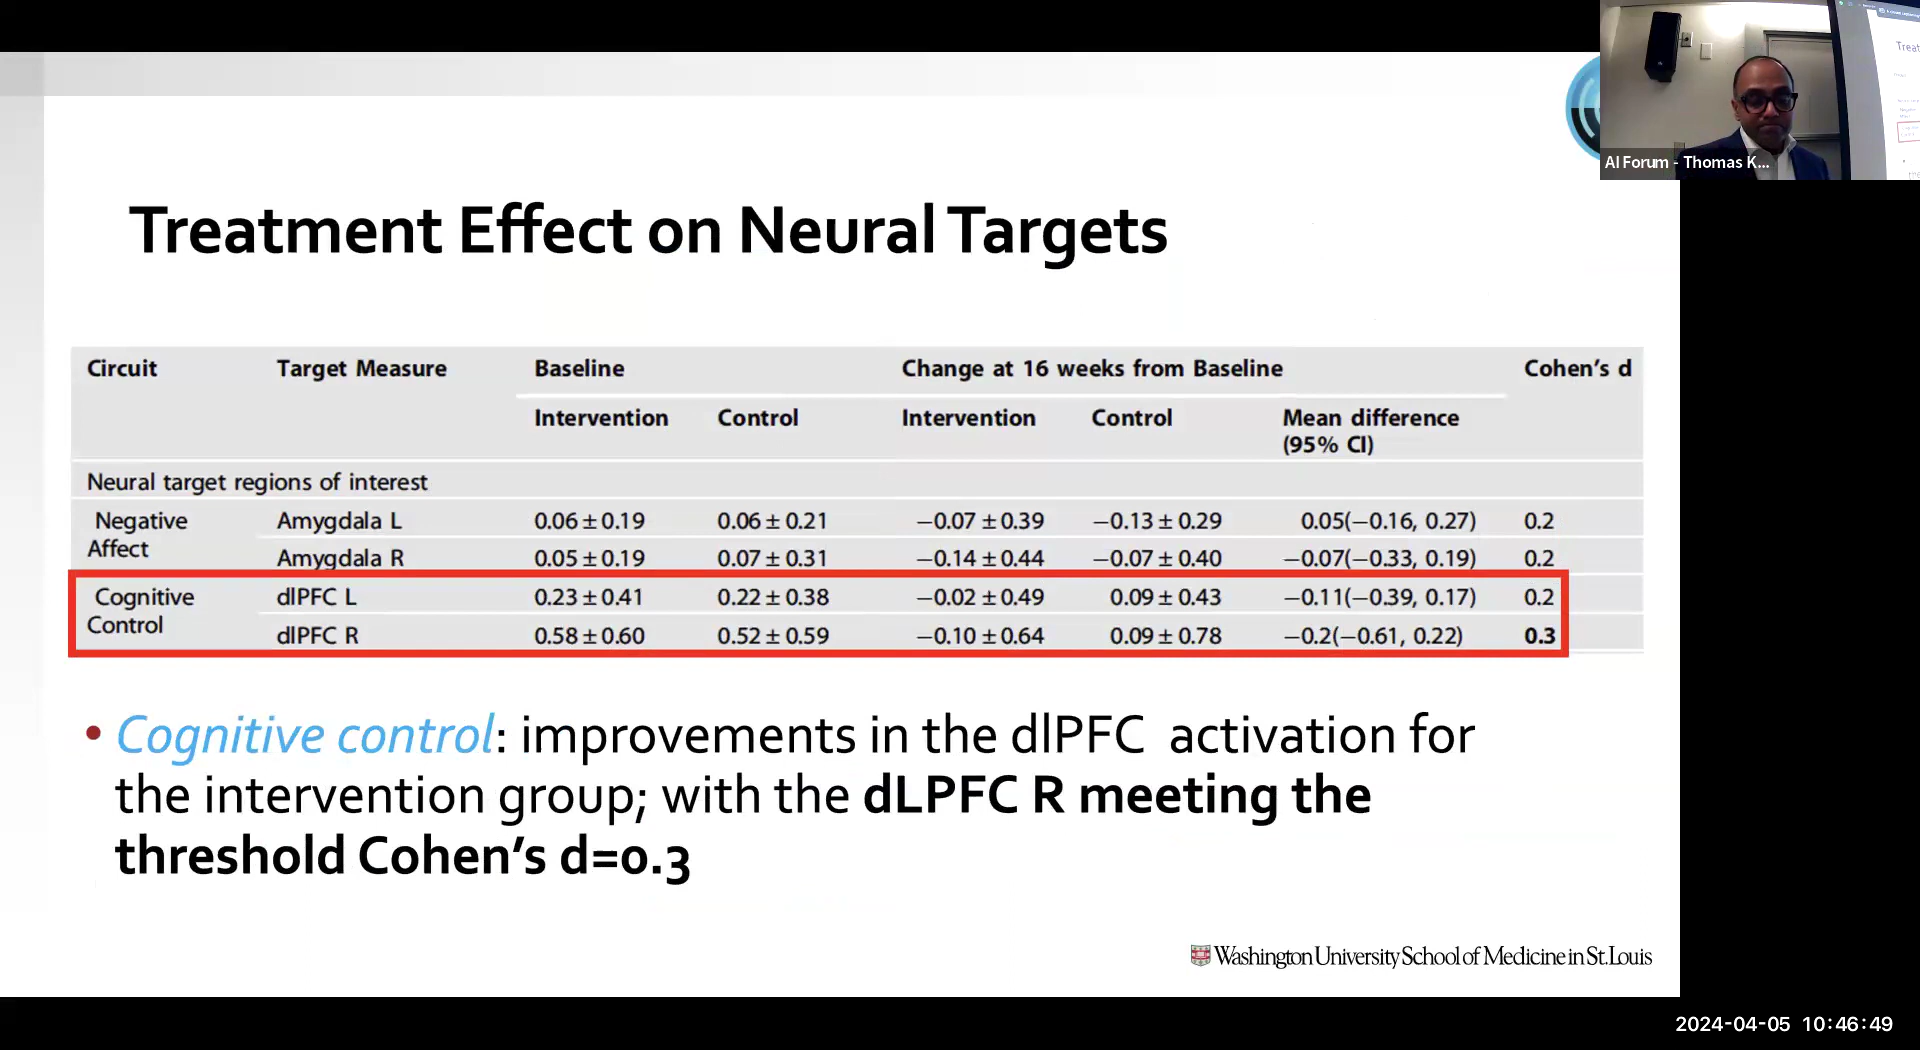 AI Forum - Thomas K...
Treatment Effect on Neural Targets
Circuit Target Measure Baseline Change at 16 weeks from Baseline Cohen's d
Intervention Control Intervention Control Mean difference
(95% CI)
Neural target regions of interest
Negative Amygdala L 0.06±0.19 0.06±0.21 −0.07±0.39 −0.13±0.29 0.05(−0.16, 0.27) 0.2
Affect
Amygdala R 0.05±0.19 0.07±0.31 −0.14±0.44 −0.07±0.40 −0.07(−0.33, 0.19) 0.2
Cognitive dlPFC L 0.23±0.41 0.22±0.38 −0.02±0.49 0.09±0.43 −0.11(−0.39, 0.17) 0.2
Control
dlPFC R 0.58±0.60 0.52±0.59 −0.10±0.64 0.09±0.78 −0.2(−0.61, 0.22) 0.3
• Cognitive control: improvements in the dlPFC activation for
the intervention group; with the dLPFC R meeting the
threshold Cohen's d=0.3
Washington University School of Medicine in St. Louis
2024-04-05 10:46:49